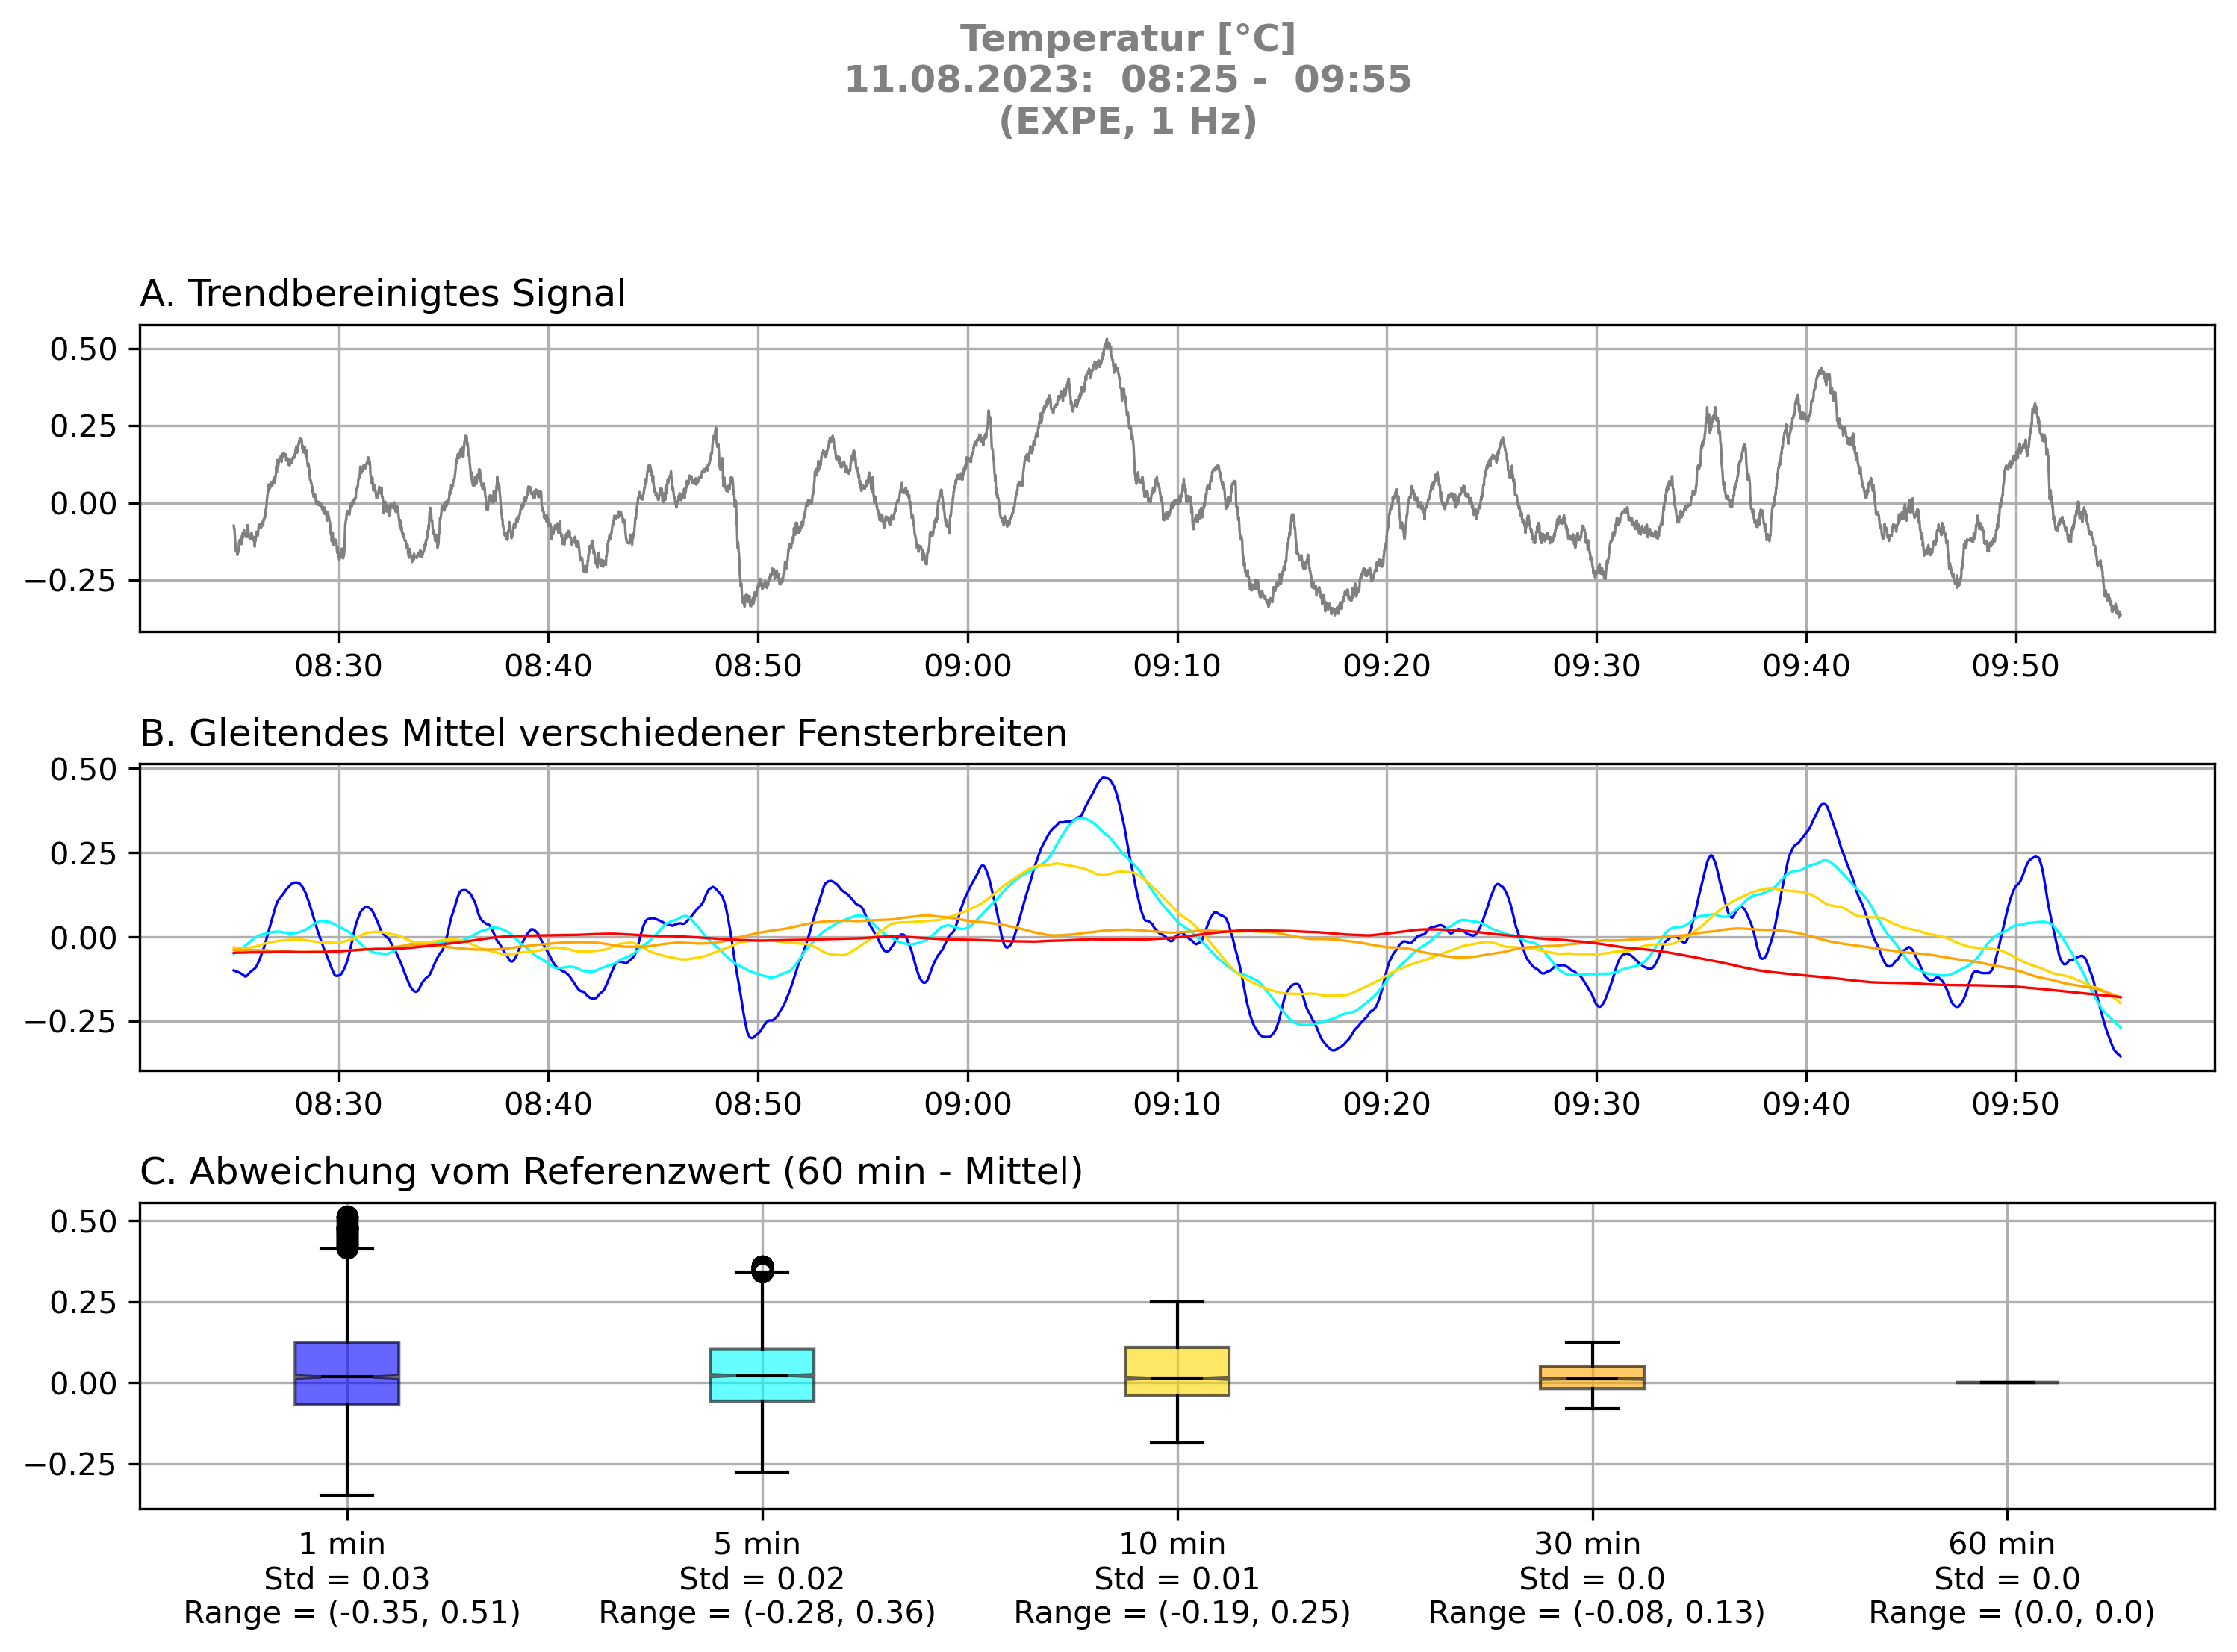 Temperatur [°C]
11.08.2023:  08:25 -  09:55
(EXPE, 1 Hz)
A. Trendbereinigtes Signal
0.50
0.25
0.00
−0.25
08:30 08:40 08:50 09:00 09:10 09:20 09:30 09:40 09:50
B. Gleitendes Mittel verschiedener Fensterbreiten
0.50
0.25
0.00
−0.25
08:30 08:40 08:50 09:00 09:10 09:20 09:30 09:40 09:50
C. Abweichung vom Referenzwert (60 min - Mittel)
0.50
0.25
0.00
−0.25
1 min 5 min 10 min 30 min 60 min
Std = 0.03 Std = 0.02 Std = 0.01 Std = 0.0 Std = 0.0
Range = (-0.35, 0.51) Range = (-0.28, 0.36) Range = (-0.19, 0.25) Range = (-0.08, 0.13) Range = (0.0, 0.0)